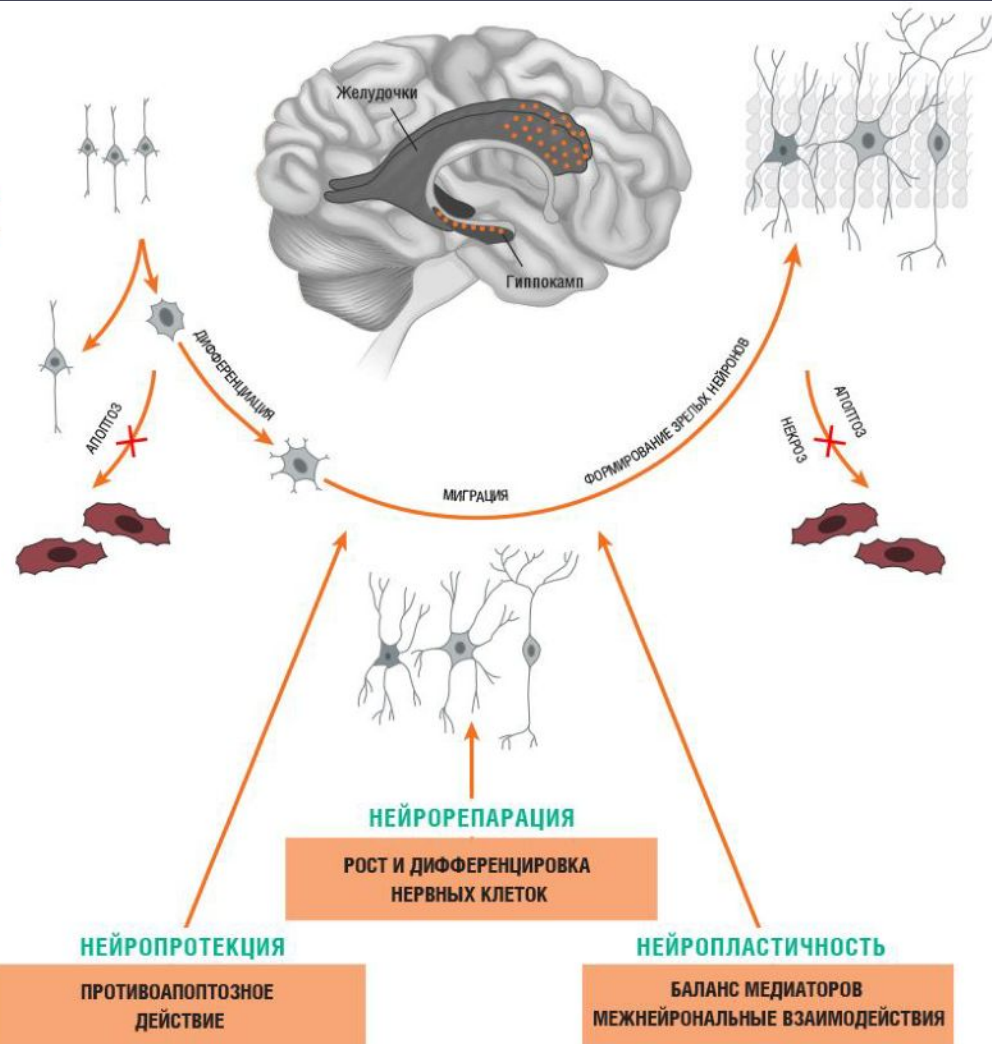 Желудочки
Гиппокамп
ДИФФЕРЕНЦИАЦИЯ
АПОПТОЗ
МИГРАЦИЯ
ФОРМИРОВАНИЕ ЗРЕЛЫХ НЕЙРОНОВ
АПОПТОЗ
НЕКРОЗ
НЕЙРОРЕПАРАЦИЯ
РОСТ И ДИФФЕРЕНЦИРОВКА
НЕРВНЫХ КЛЕТОК
НЕЙРОПРОТЕКЦИЯ
ПРОТИВОАПОПТОЗНОЕ
ДЕЙСТВИЕ
НЕЙРОПЛАСТИЧНОСТЬ
БАЛАНС МЕДИАТОРОВ
МЕЖНЕЙРОНАЛЬНЫЕ ВЗАИМОДЕЙСТВИЯ